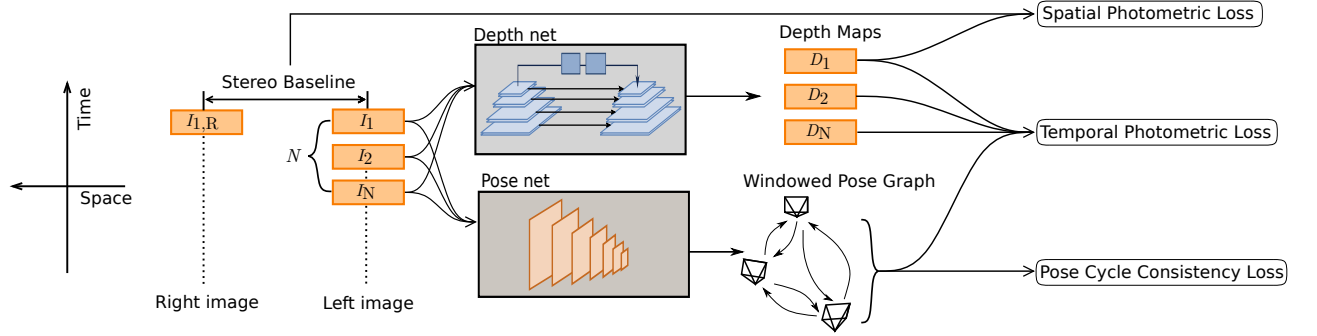 Spatial Photometric Loss
Depth net
Depth Maps
D1
Stereo Baseline
Time
I1,R
I1
D2
N
I2
DN
Temporal Photometric Loss
IN
Space
Pose net
Windowed Pose Graph
Pose Cycle Consistency Loss
Right image
Left image